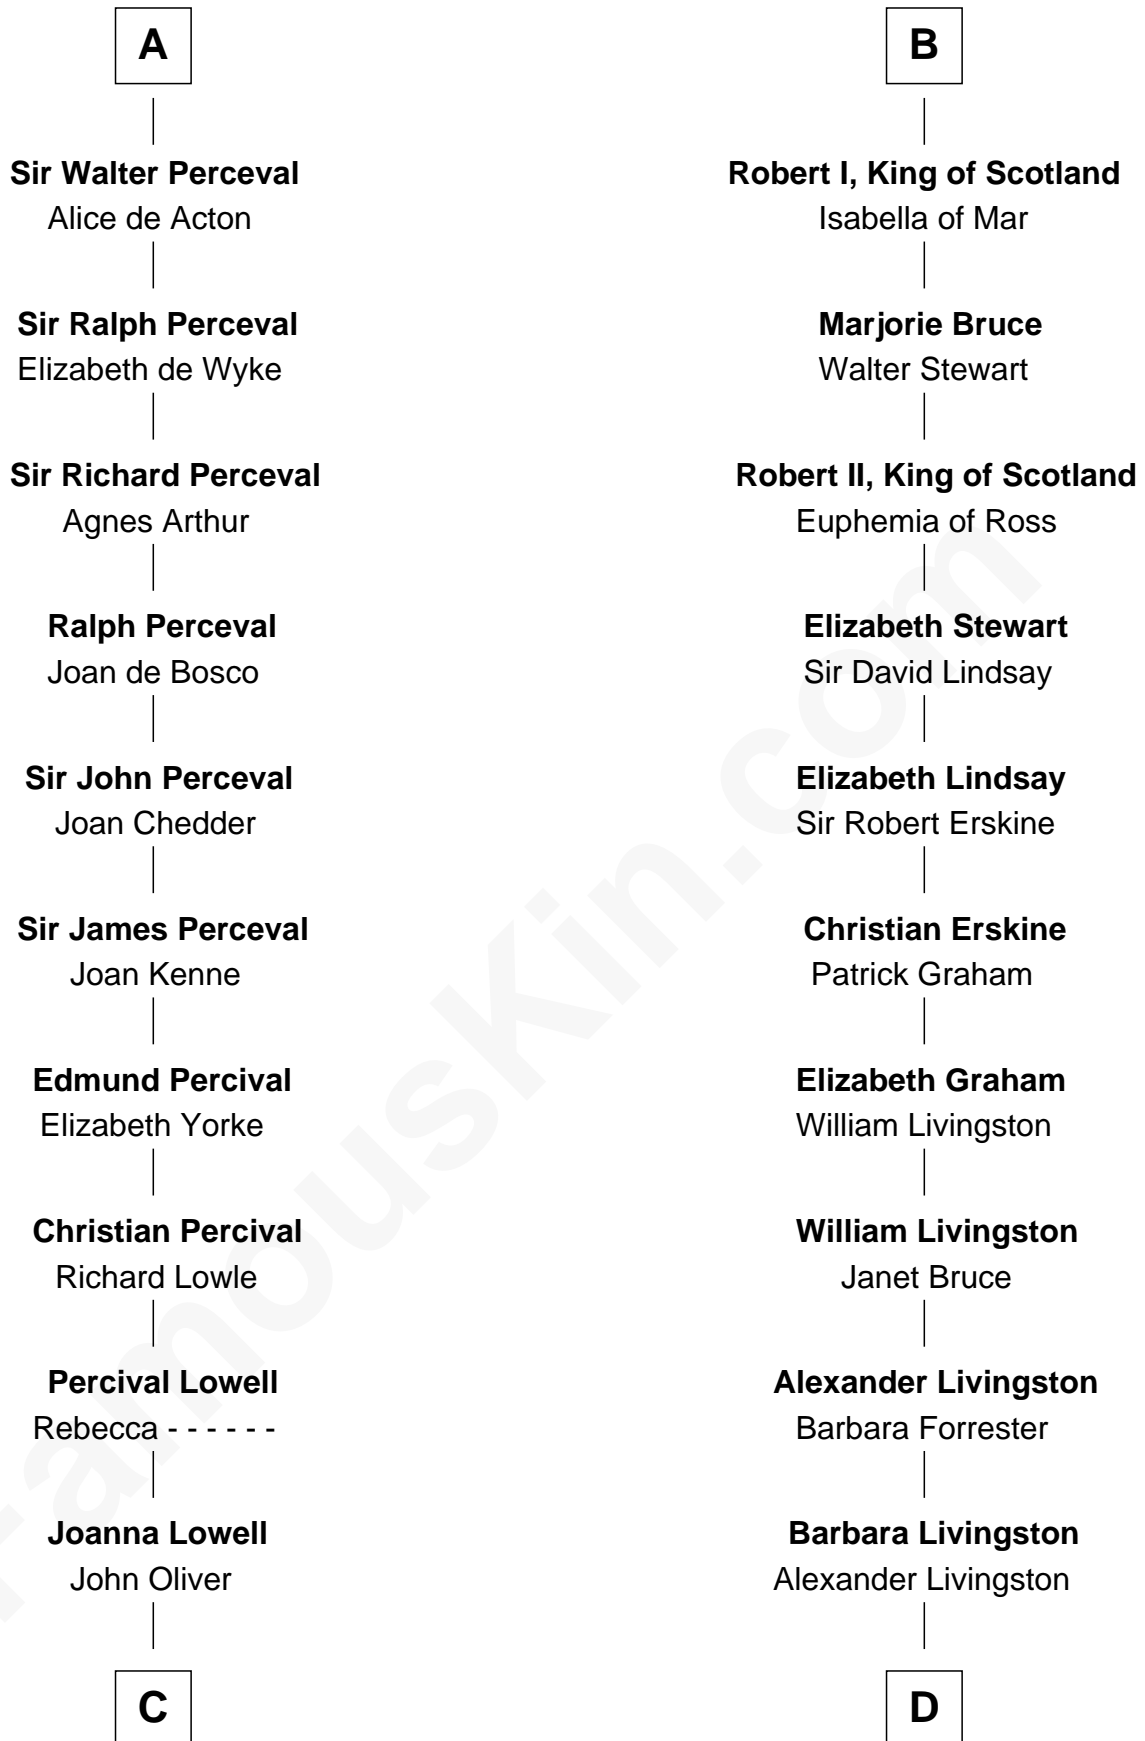 A
Sir Walter Perceval
Alice de Acton
Sir Ralph Perceval
Elizabeth de Wyke
Sir Richard Perceval
Agnes Arthur
Ralph Perceval
Joan de Bosco
Sir John Perceval
Joan Chedder
Sir James Perceval
Joan Kenne
Edmund Percival
Elizabeth Yorke
Christian Percival
Richard Lowle
Percival Lowell
Rebecca - - - - - -
Joanna Lowell
John Oliver
C
B
Robert I, King of Scotland
Isabella of Mar
Marjorie Bruce
Walter Stewart
Robert II, King of Scotland
Euphemia of Ross
Elizabeth Stewart
Sir David Lindsay
Elizabeth Lindsay
Sir Robert Erskine
Christian Erskine
Patrick Graham
Elizabeth Graham
William Livingston
William Livingston
Janet Bruce
Alexander Livingston
Barbara Forrester
Barbara Livingston
Alexander Livingston
D
FamousKin.com